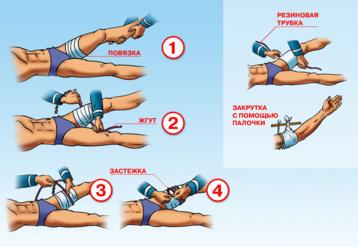 1
ПОВЯЗКА
2
ЖГУТ
3
ЗАСТЕЖКА
4
РЕЗИНОВАЯ
ТРУБКА
ЗАКРУТКА
С ПОМОЩЬЮ
ПАЛОЧКИ